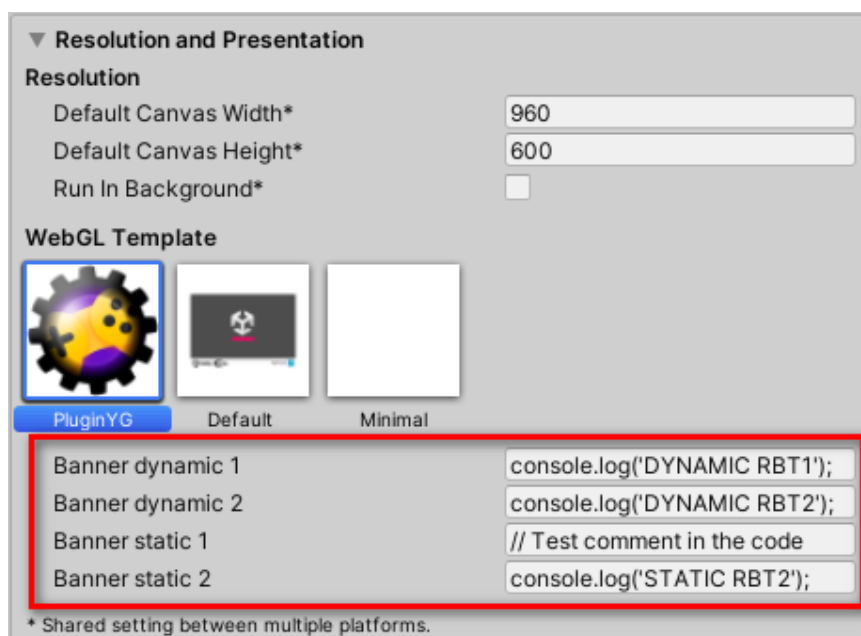 Resolution and Presentation
Resolution
Default Canvas Width* 960
Default Canvas Height* 600
Run In Background*
WebGL Template
PluginYG Default Minimal
Banner dynamic 1 console.log('DYNAMIC RBT1');
Banner dynamic 2 console.log('DYNAMIC RBT2');
Banner static 1 // Test comment in the code
Banner static 2 console.log('STATIC RBT2');
* Shared setting between multiple platforms.